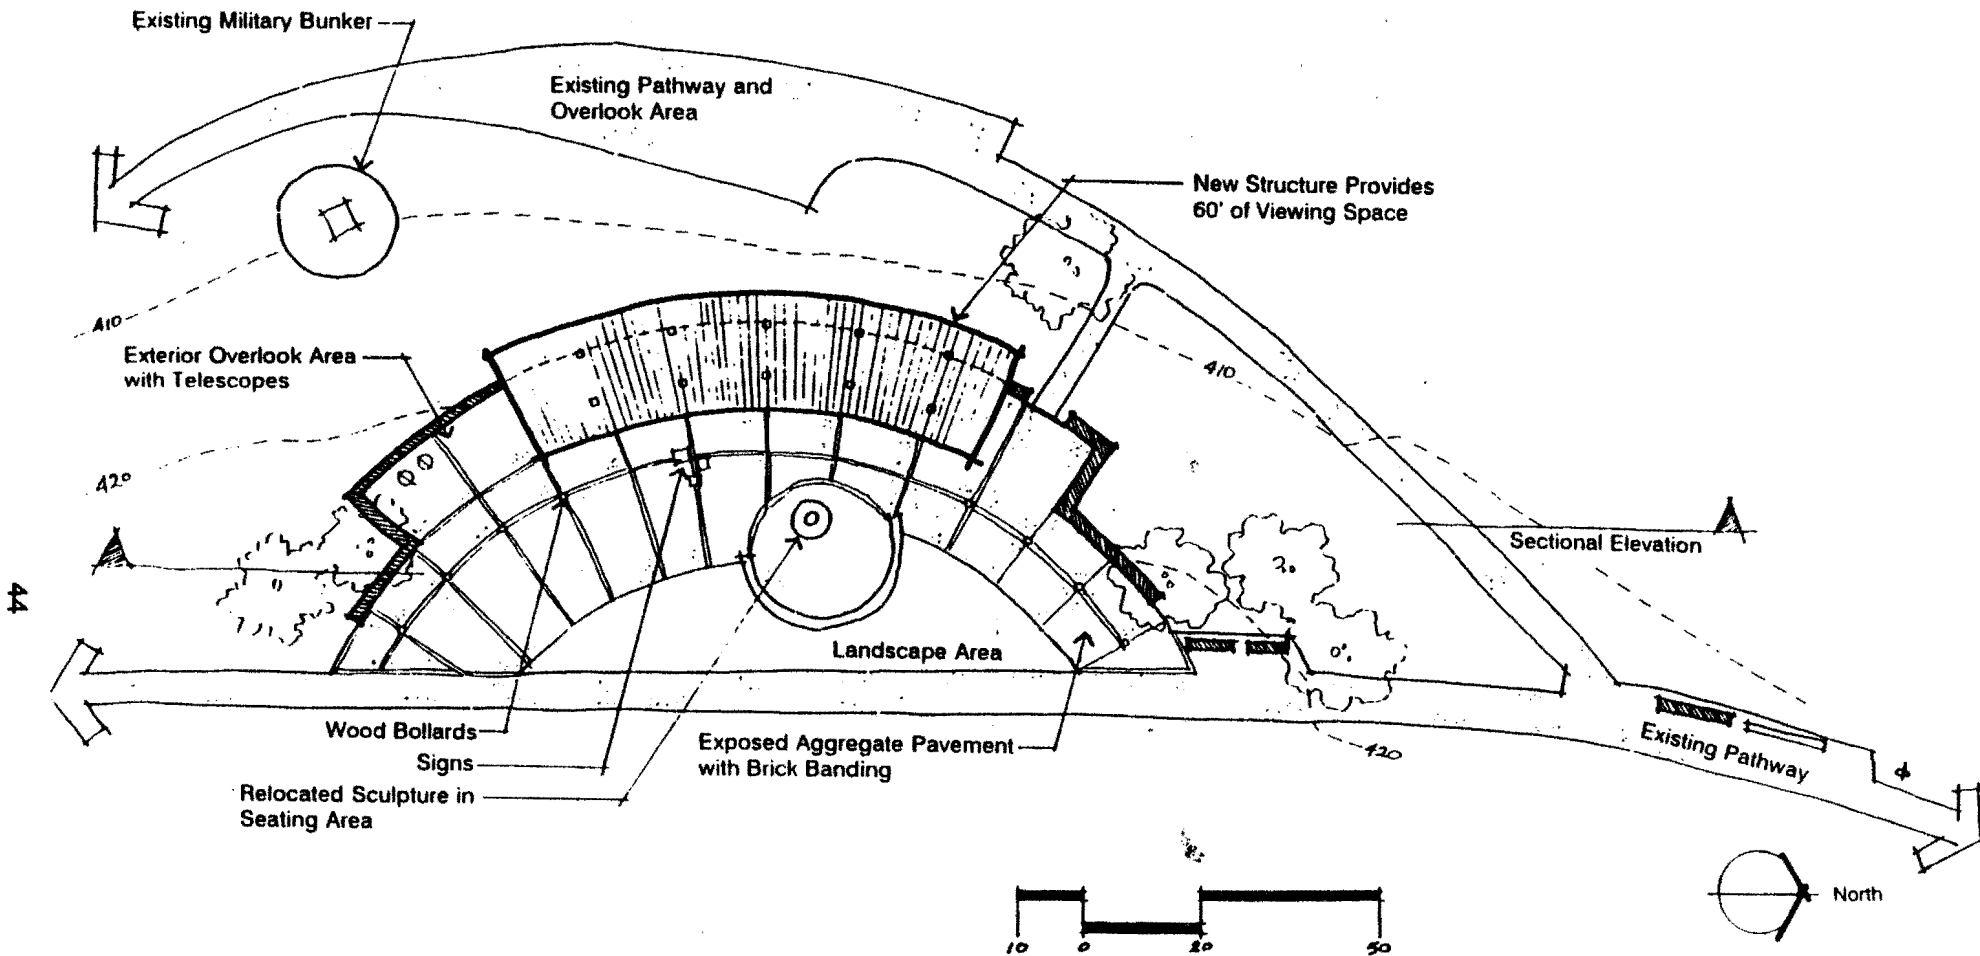 Existing Military Bunker
Existing Pathway and
Overlook Area
New Structure Provides
60' of Viewing Space
410
Exterior Overlook Area
with Telescopes
410
420
Sectional Elevation
44
Landscape Area
Wood Bollards
Signs
Exposed Aggregate Pavement
with Brick Banding
Relocated Sculpture in
Seating Area
420
Existing Pathway
North
10 0 20 50